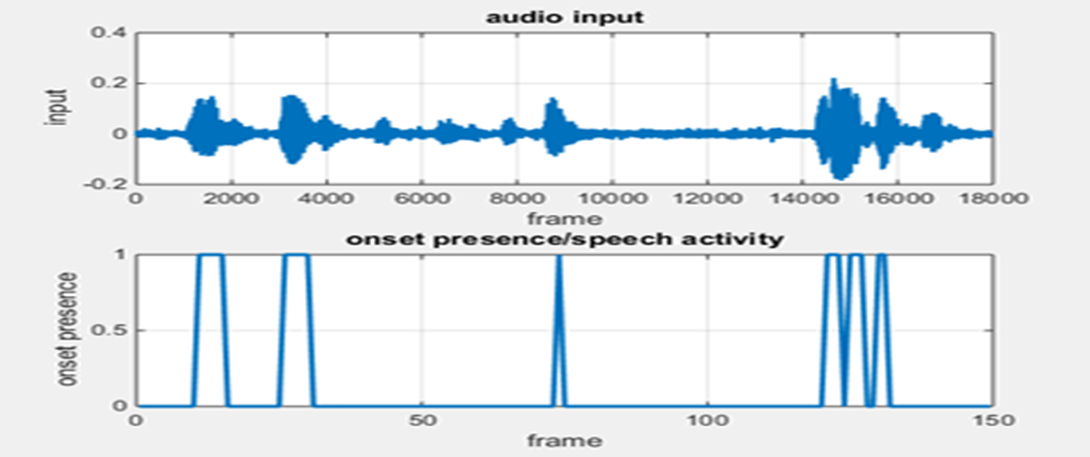 audio input
0.4
0.2
0
-0.2
input
0 2000 4000 6000 8000 10000 12000 14000 16000 18000
frame
onset presence/speech activity
1
0.5
0
onset presence
0 50 100 150
frame